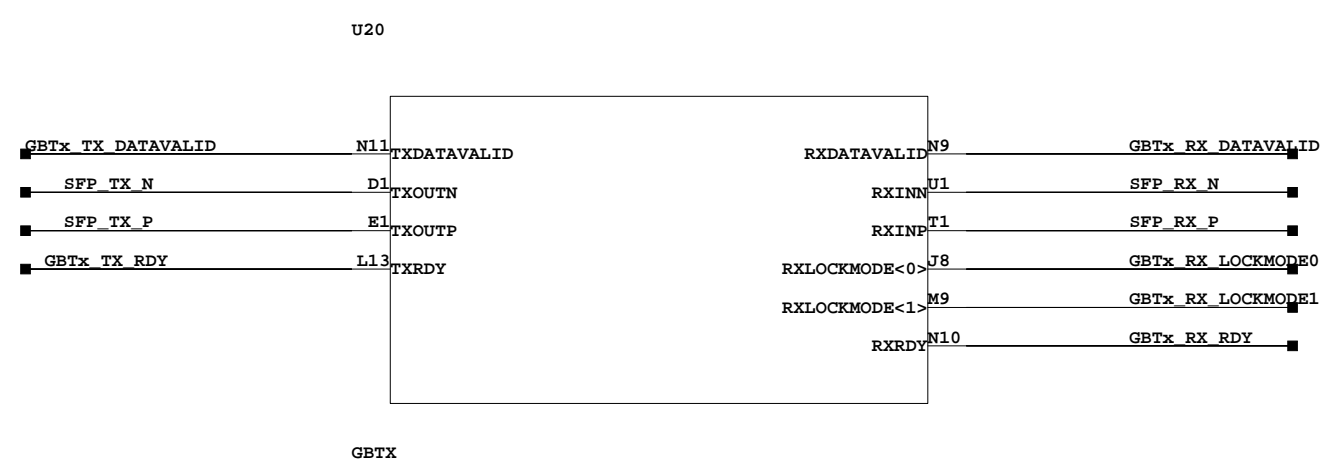 U20
GBTx_TX_DATAVALID N11 TXDATAVALID RXDATAVALID N9 GBTx_RX_DATAVALID
SFP_TX_N D1 TXOUTN RXINN U1 SFP_RX_N
SFP_TX_P E1 TXOUTP RXINP T1 SFP_RX_P
GBTx_TX_RDY L13 TXRDY RXLOCKMODE<0> J8 GBTx_RX_LOCKMODE0
RXLOCKMODE<1> M9 GBTx_RX_LOCKMODE1
RXRDY N10 GBTx_RX_RDY
GBTX